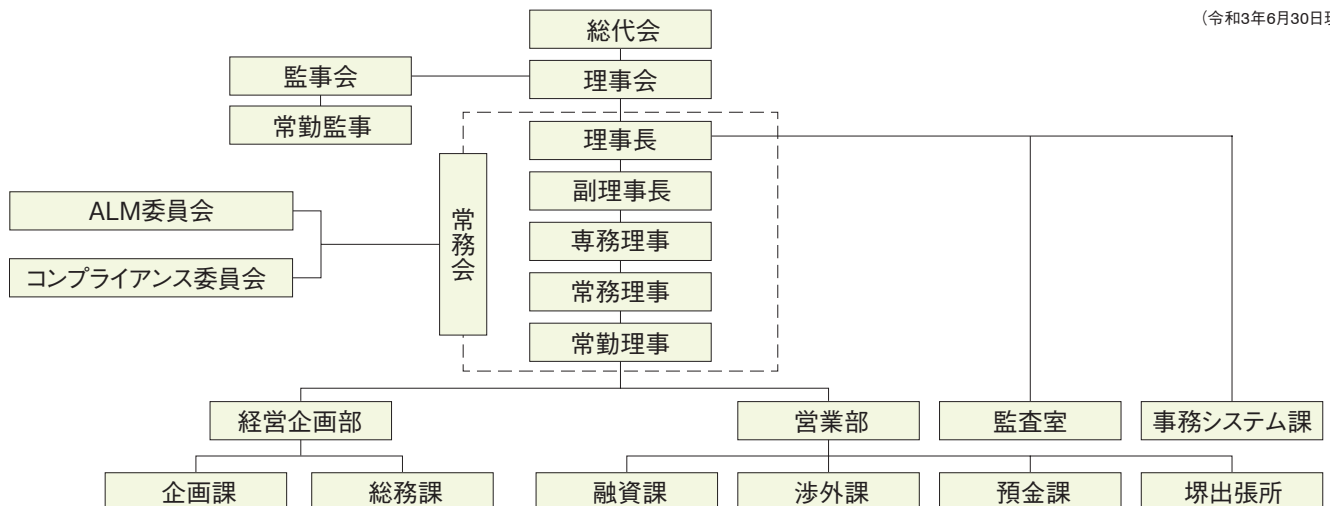 (令和3年6月30日現
総代会
監事会
理事会
常勤監事
理事長
副理事長
ALM委員会
常務会
専務理事
コンプライアンス委員会
常務理事
常勤理事
経営企画部
営業部
監査室
事務システム課
企画課
総務課
融資課
渉外課
預金課
堺出張所